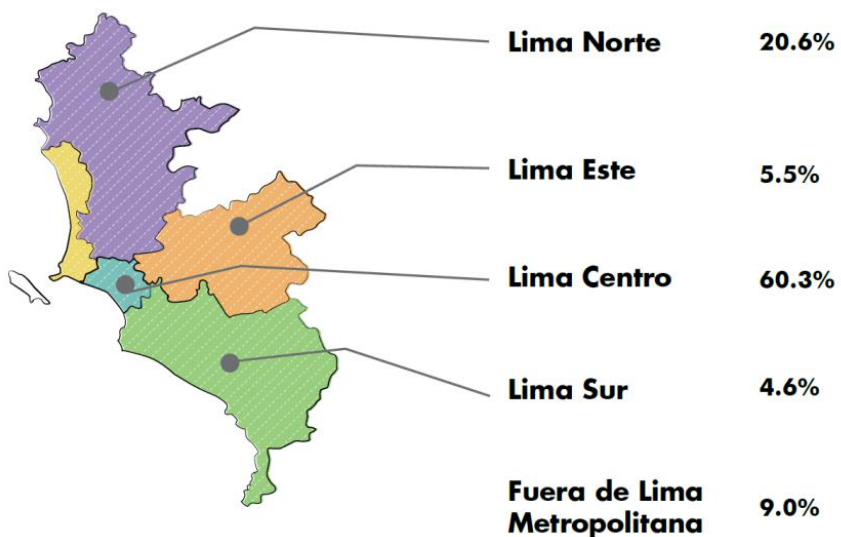 Lima Norte 20.6%
Lima Este 5.5%
Lima Centro 60.3%
Lima Sur 4.6%
Fuera de Lima
Metropolitana 9.0%